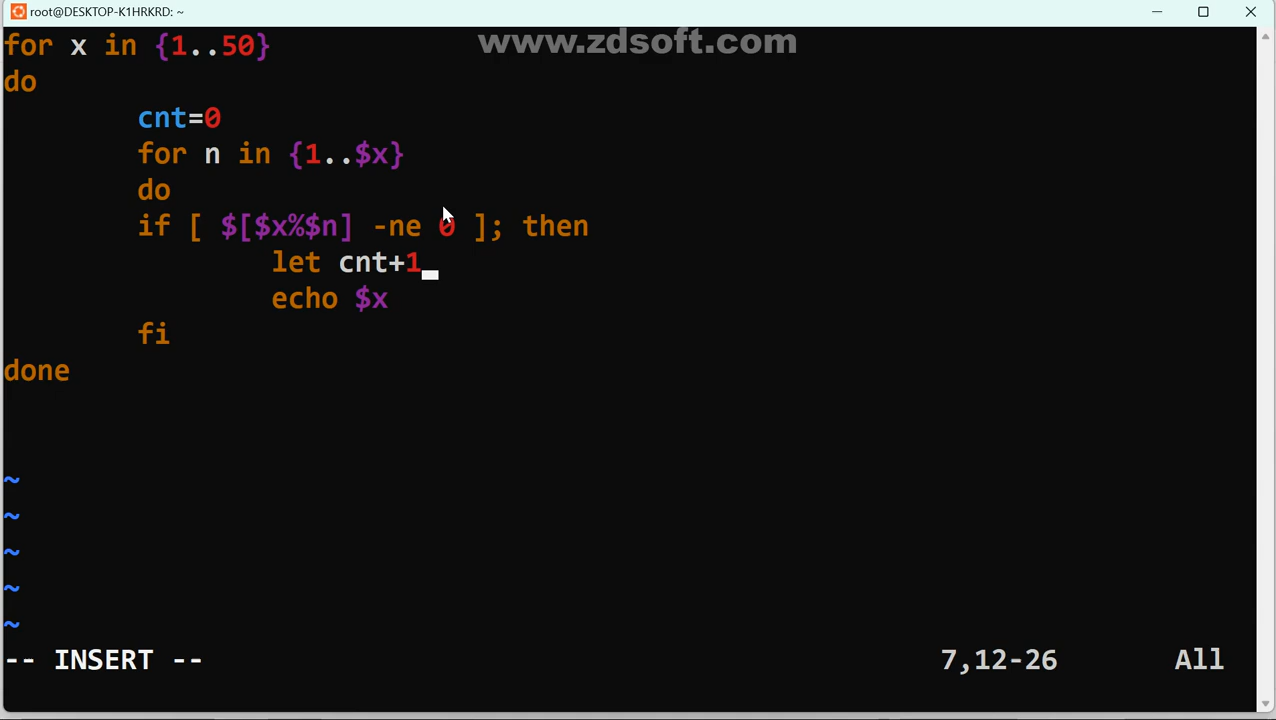 root@DESKTOP-K1HRKRD: ~
www.zdsoft.com
for x in {1..50}
do
        cnt=0
        for n in {1..$x}
        do
        if [ $[$x%$n] -ne 0 ]; then
                let cnt+1
                echo $x
        fi
done
~
~
~
~
~
-- INSERT --                    7,12-26       All